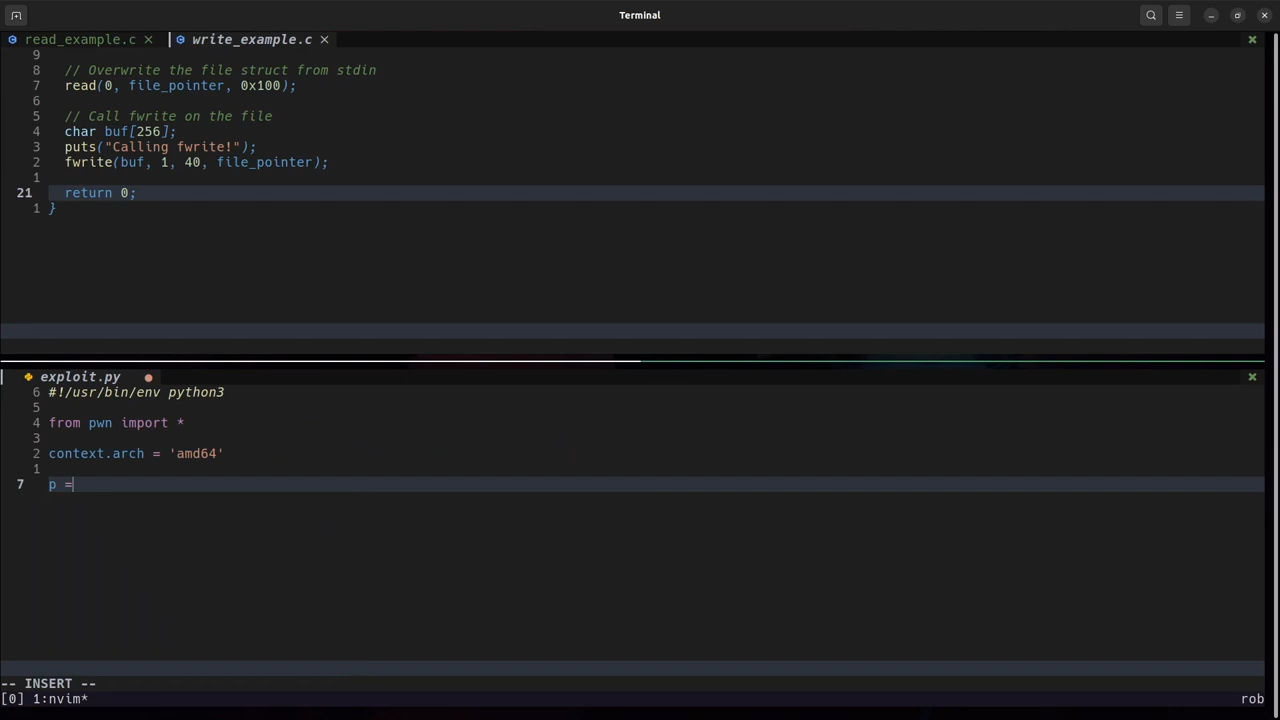 Terminal
read_example.c
write_example.c
9
8 // Overwrite the file struct from stdin
7 read(0, file_pointer, 0x100);
6
5 // Call fwrite on the file
4 char buf[256];
3 puts("Calling fwrite!");
2 fwrite(buf, 1, 40, file_pointer);
1
21 return 0;
1 }
exploit.py
6 #!/usr/bin/env python3
5
4 from pwn import *
3
2 context.arch = 'amd64'
1
7 p =
-- INSERT --
[0] 1:nvim* rob